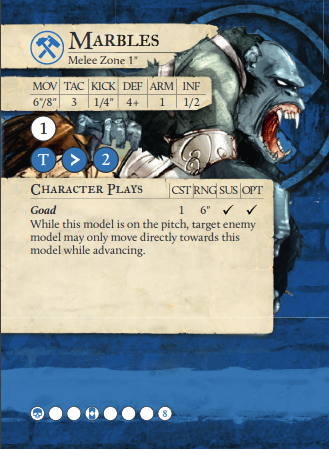 MARBLES
Melee Zone 1"
MOV TAC KICK DEF ARM INF
6"/8" 3 1/4" 4+ 1 1/2
1
T > 2
CHARACTER PLAYS CST RNG SUS OPT
Goad 1 6" ✓ ✓
While this model is on the pitch, target enemy
model may only move directly towards this
model while advancing.
8